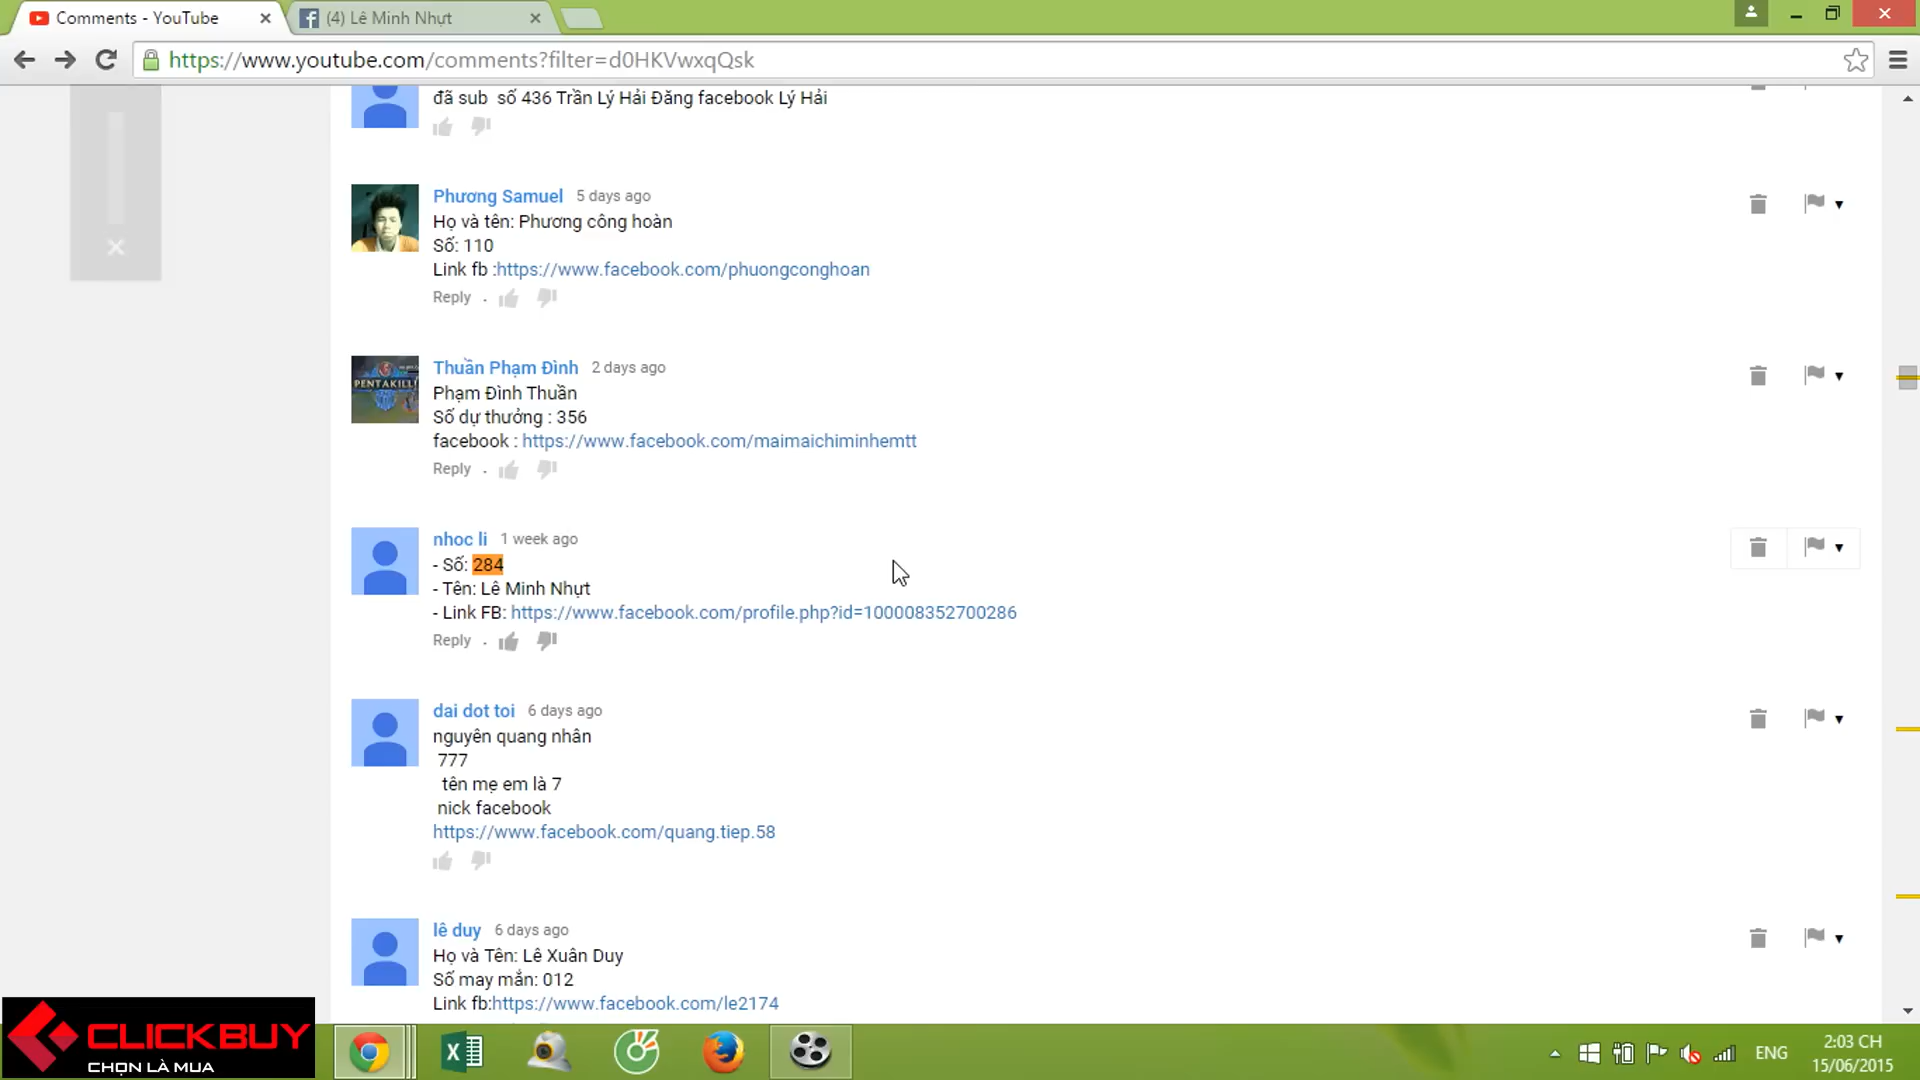 Comments - YouTube
(4) Lê Minh Nhựt
https://www.youtube.com/comments?filter=d0HKVwxqQsk
đã sub số 436 Trần Lý Hải Đăng facebook Lý Hải
Phương Samuel 5 days ago
Họ và tên: Phương công hoàn
Số: 110
Link fb :https://www.facebook.com/phuongconghoan
Reply .
Thuần Phạm Đình 2 days ago
PENTAKILL!
Phạm Đình Thuần
Số dự thưởng : 356
facebook : https://www.facebook.com/maimaichiminhemtt
Reply .
nhoc li 1 week ago
- Số: 284
- Tên: Lê Minh Nhựt
- Link FB: https://www.facebook.com/profile.php?id=100008352700286
Reply .
dai dot toi 6 days ago
nguyên quang nhân
777
tên mẹ em là 7
nick facebook
https://www.facebook.com/quang.tiep.58
lê duy 6 days ago
Họ và Tên: Lê Xuân Duy
Số may mắn: 012
Link fb:https://www.facebook.com/le2174
CLICKBUY
CHỌN LÀ MUA
ENG
2:03 CH
15/06/2015